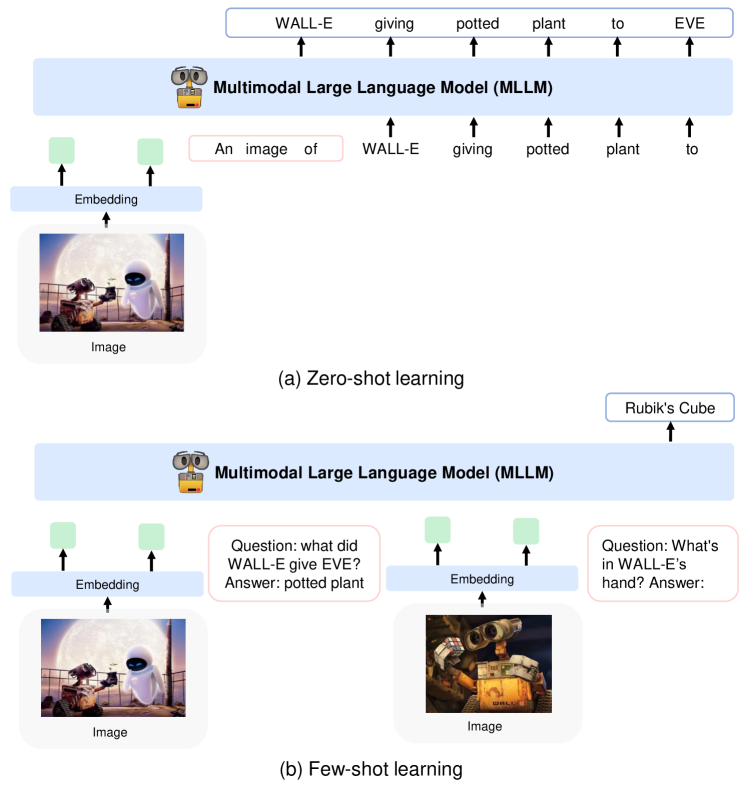 WALL-E giving potted plant to EVE
Multimodal Large Language Model (MLLM)
An image of WALL-E giving potted plant to
Embedding
Image
(a) Zero-shot learning
Rubik's Cube
Multimodal Large Language Model (MLLM)
Question: what did
WALL-E give EVE?
Answer: potted plant
Question: What's
in WALL-E's
hand? Answer:
Embedding
Embedding
WALL-E
Image
Image
(b) Few-shot learning